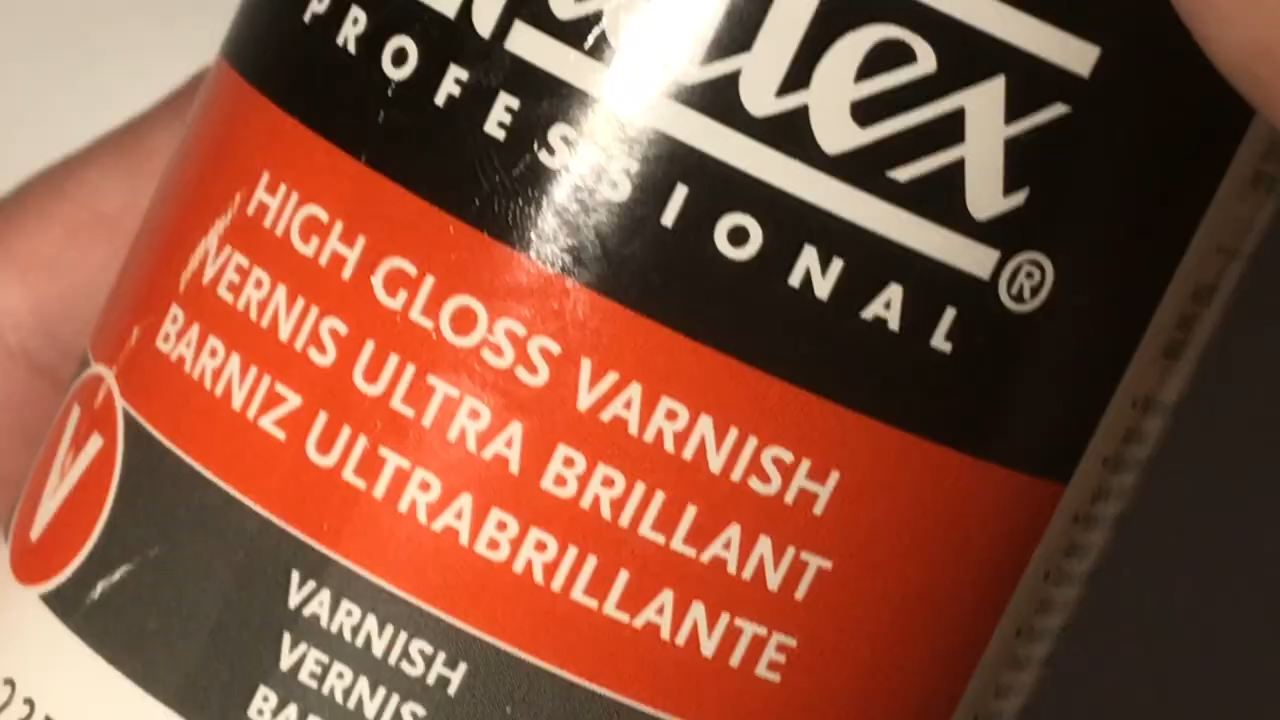 PROFESSIONAL
®
HIGH GLOSS VARNISH
VERNIS ULTRA BRILLANT
BARNIZ ULTRABRILLANTE
V
VARNISH
VERNIS